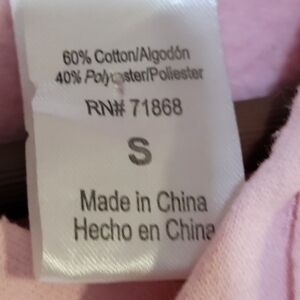 60% Cotton/Algodón
40% Polyester/Poliester
RN# 71868
S
Made in China
Hecho en China